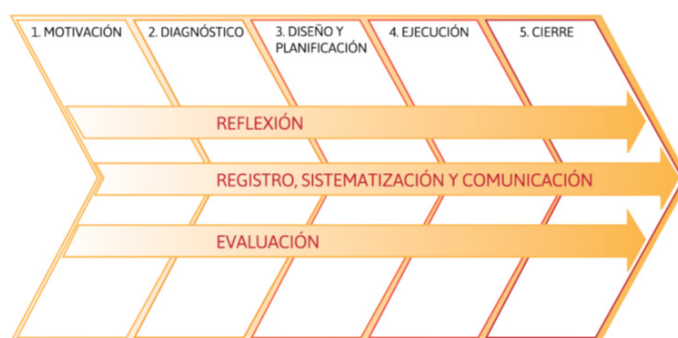 1. MOTIVACIÓN
2. DIAGNÓSTICO
3. DISEÑO Y
PLANIFICACIÓN
4. EJECUCIÓN
5. CIERRE
REFLEXIÓN
REGISTRO, SISTEMATIZACIÓN Y COMUNICACIÓN
EVALUACIÓN